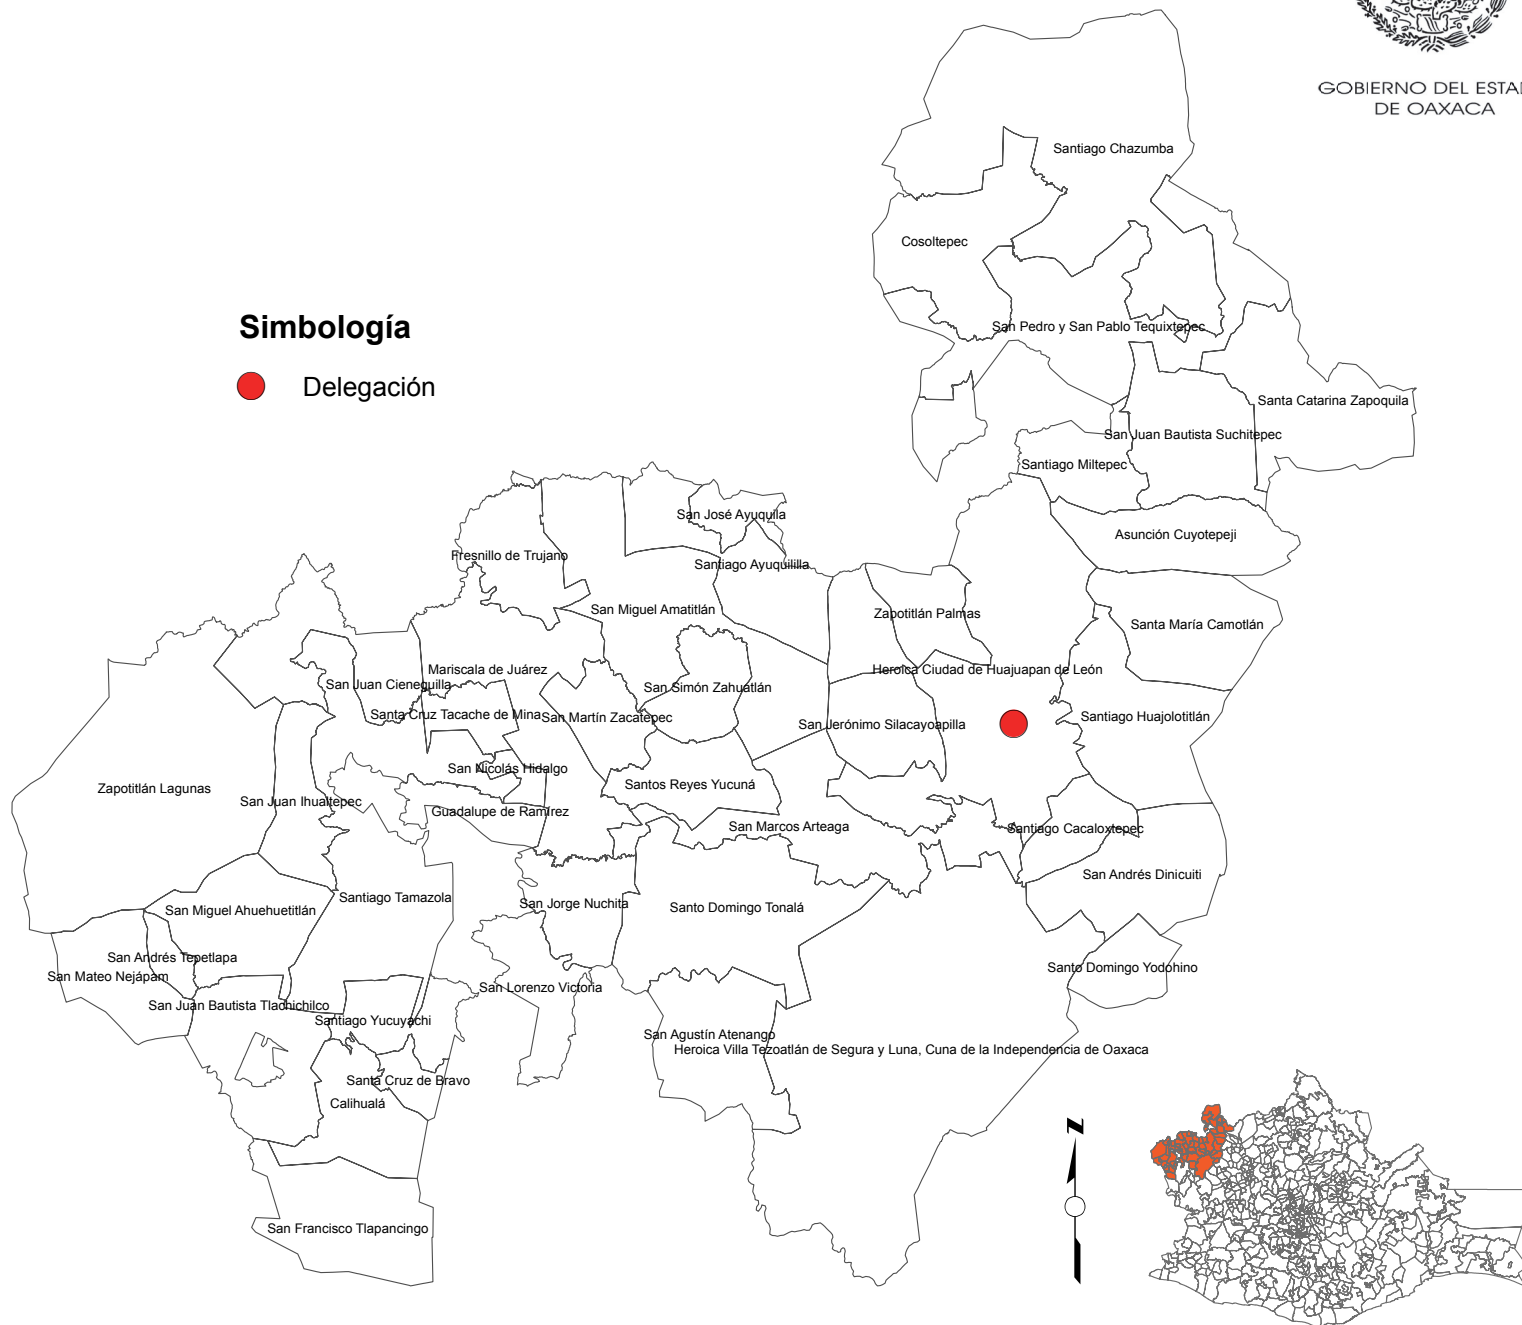 GOBIERNO DEL ESTA
DE OAXACA
Santiago Chazumba
Cosoltepec
San Pedro y San Pablo Tequixtepec
Simbología
Delegación
Santa Catarina Zapoquila
San Juan Bautista Suchitepec
Santiago Miltepec
San José Ayuquila
Asunción Cuyotepeji
Fresnillo de Trujano
Santiago Ayuquililla
San Miguel Amatitlán
Zapotitlán Palmas
Santa María Camotlán
Mariscala de Juárez
Heroica Ciudad de Huajuapan de León
San Juan Cieneguilla
San Simón Zahuatlán
Santa Cruz Tacache de Mina
San Martín Zacatepec
San Jerónimo Silacayoapilla
Santiago Huajolotitlán
San Nicolás Hidalgo
Zapotitlán Lagunas
Santos Reyes Yucuná
San Juan Ihualtepec
Guadalupe de Ramírez
San Marcos Arteaga
Santiago Cacaloxtepec
San Andrés Dinicuiti
Santiago Tamazola
San Jorge Nuchita
Santo Domingo Tonalá
San Miguel Ahuehuetitlán
San Andrés Tepetlapa
Santo Domingo Yodohino
San Mateo Nejápam
San Lorenzo Victoria
San Juan Bautista Tlachichilco
Santiago Yucuyachi
San Agustín Atenango
Heroica Villa Tezoatlán de Segura y Luna, Cuna de la Independencia de Oaxaca
Santa Cruz de Bravo
Calihualá
z
San Francisco Tlapancingo